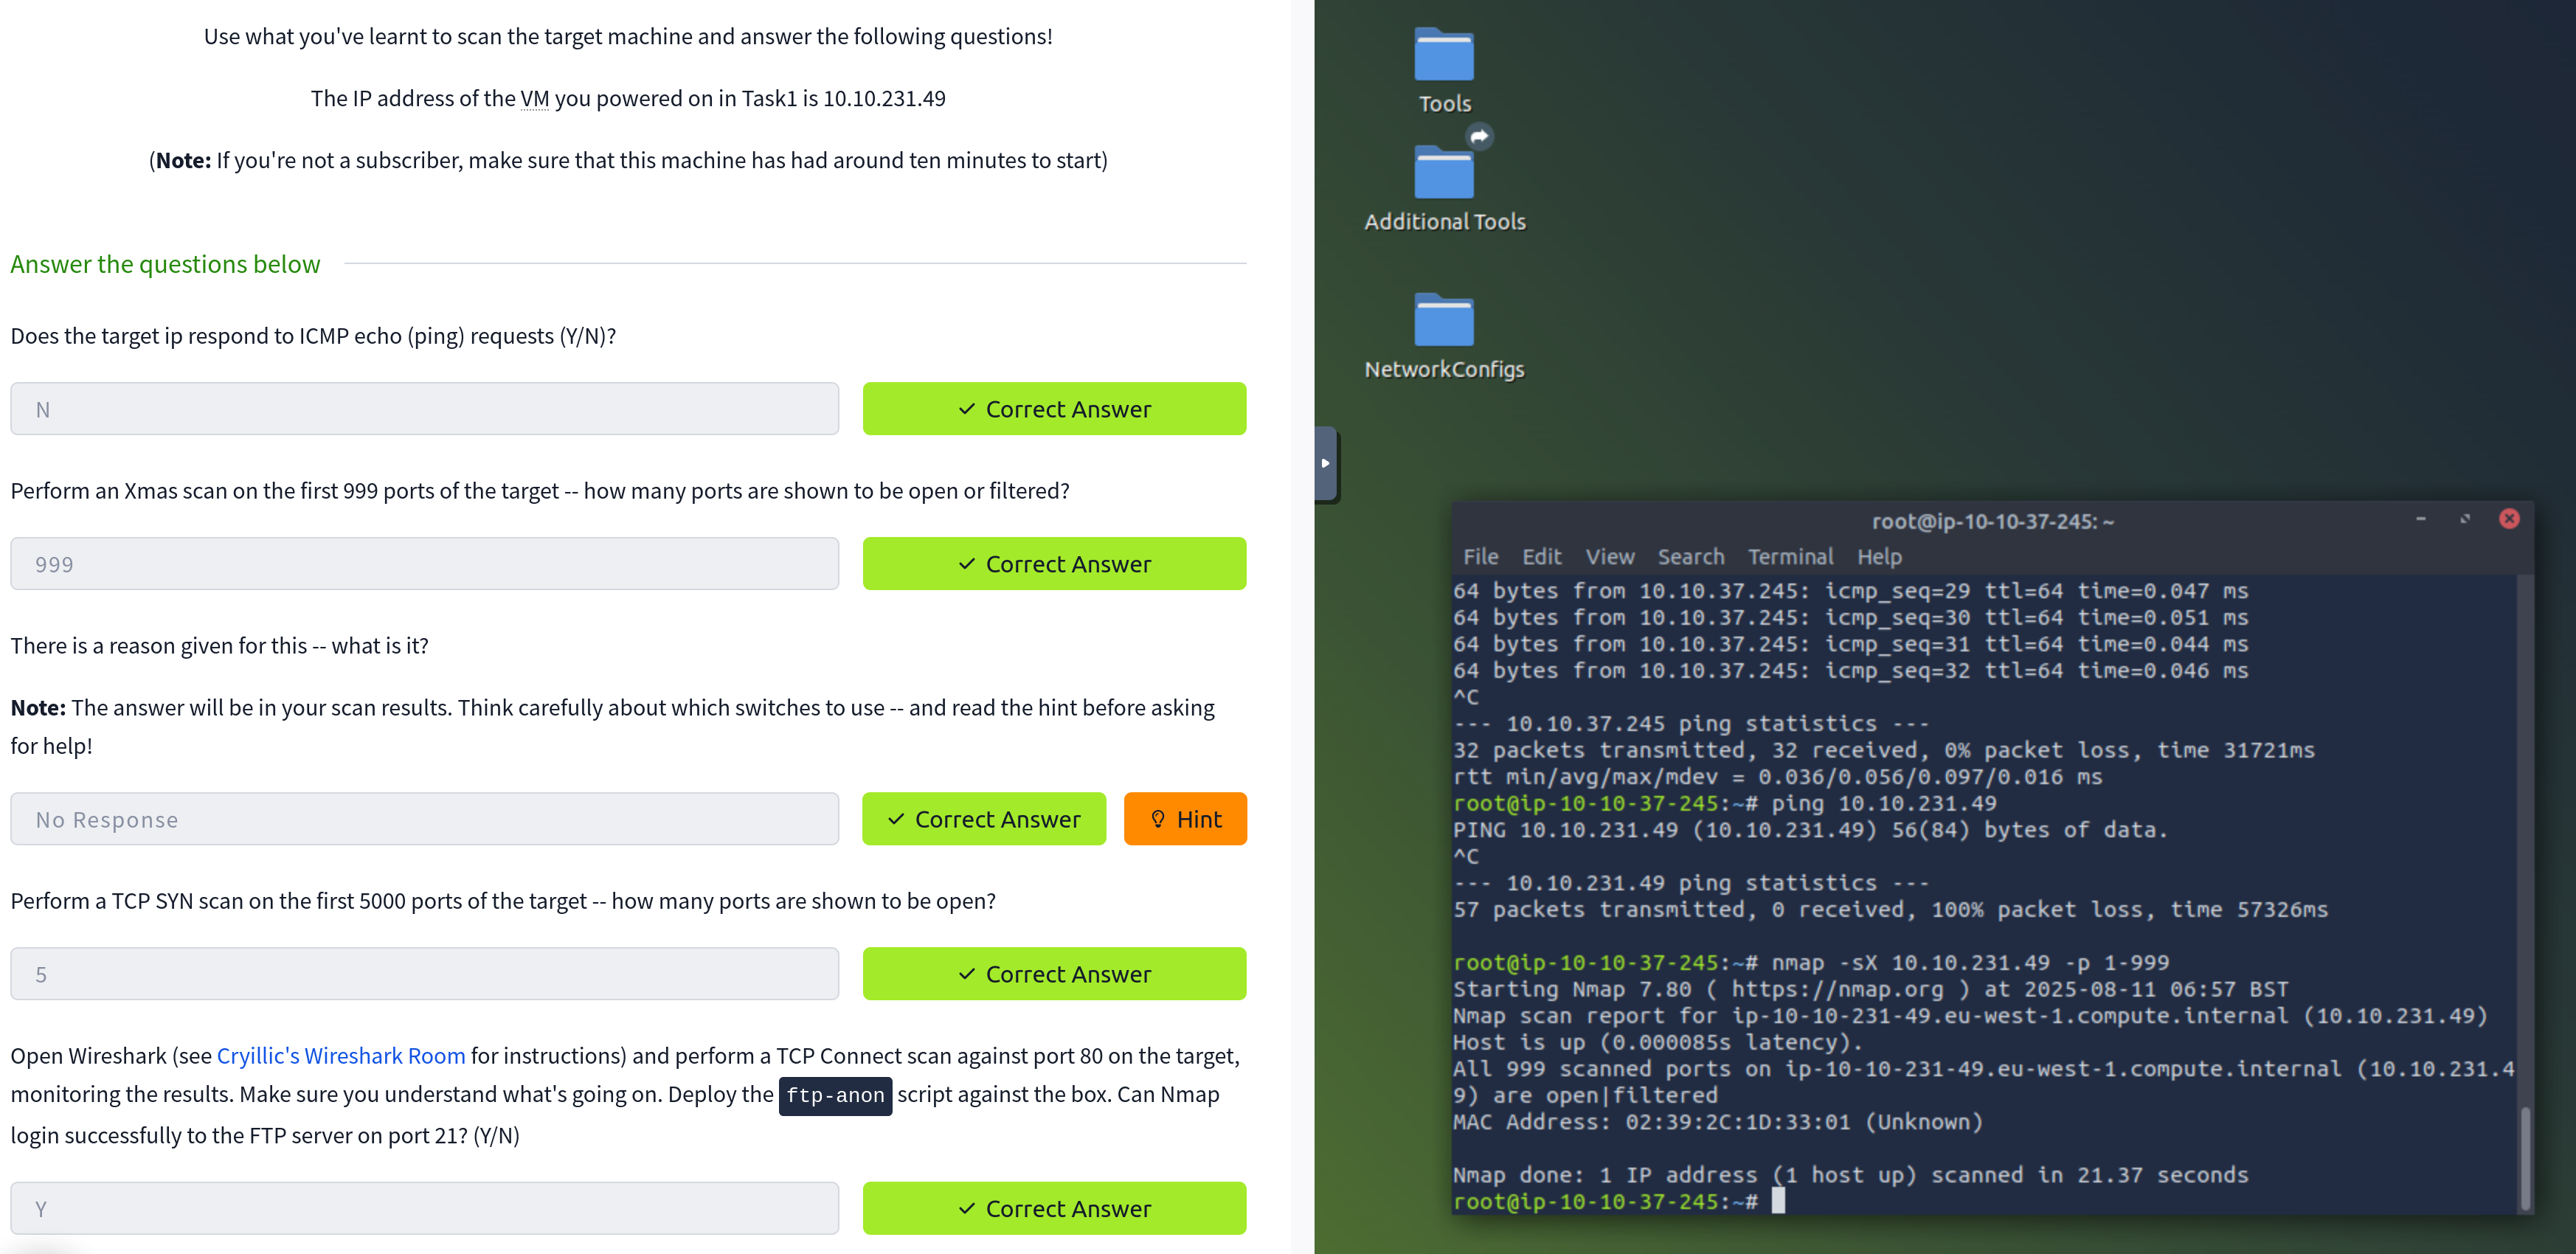 Use what you've learnt to scan the target machine and answer the following questions!
The IP address of the VM you powered on in Task1 is 10.10.231.49
(Note: If you're not a subscriber, make sure that this machine has had around ten minutes to start)
Answer the questions below
Does the target ip respond to ICMP echo (ping) requests (Y/N)?
N
Correct Answer
Perform an Xmas scan on the first 999 ports of the target -- how many ports are shown to be open or filtered?
999
Correct Answer
There is a reason given for this -- what is it?
Note: The answer will be in your scan results. Think carefully about which switches to use -- and read the hint before asking
for help!
No Response
Correct Answer
Hint
Perform a TCP SYN scan on the first 5000 ports of the target -- how many ports are shown to be open?
5
Correct Answer
Open Wireshark (see Cryillic's Wireshark Room for instructions) and perform a TCP Connect scan against port 80 on the target,
monitoring the results. Make sure you understand what's going on. Deploy the ftp-anon script against the box. Can Nmap
login successfully to the FTP server on port 21? (Y/N)
Y
Correct Answer
Tools
Additional Tools
NetworkConfigs
root@ip-10-10-37-245: ~
File Edit View Search Terminal Help
64 bytes from 10.10.37.245: icmp_seq=29 ttl=64 time=0.047 ms
64 bytes from 10.10.37.245: icmp_seq=30 ttl=64 time=0.051 ms
64 bytes from 10.10.37.245: icmp_seq=31 ttl=64 time=0.044 ms
64 bytes from 10.10.37.245: icmp_seq=32 ttl=64 time=0.046 ms
^C
--- 10.10.37.245 ping statistics ---
32 packets transmitted, 32 received, 0% packet loss, time 31721ms
rtt min/avg/max/mdev = 0.036/0.056/0.097/0.016 ms
root@ip-10-10-37-245:~# ping 10.10.231.49
PING 10.10.231.49 (10.10.231.49) 56(84) bytes of data.
^C
--- 10.10.231.49 ping statistics ---
57 packets transmitted, 0 received, 100% packet loss, time 57326ms
root@ip-10-10-37-245:~# nmap -sX 10.10.231.49 -p 1-999
Starting Nmap 7.80 ( https://nmap.org ) at 2025-08-11 06:57 BST
Nmap scan report for ip-10-10-231-49.eu-west-1.compute.internal (10.10.231.49)
Host is up (0.000085s latency).
All 999 scanned ports on ip-10-10-231-49.eu-west-1.compute.internal (10.10.231.4
9) are open|filtered
MAC Address: 02:39:2C:1D:33:01 (Unknown)
Nmap done: 1 IP address (1 host up) scanned in 21.37 seconds
root@ip-10-10-37-245:~#